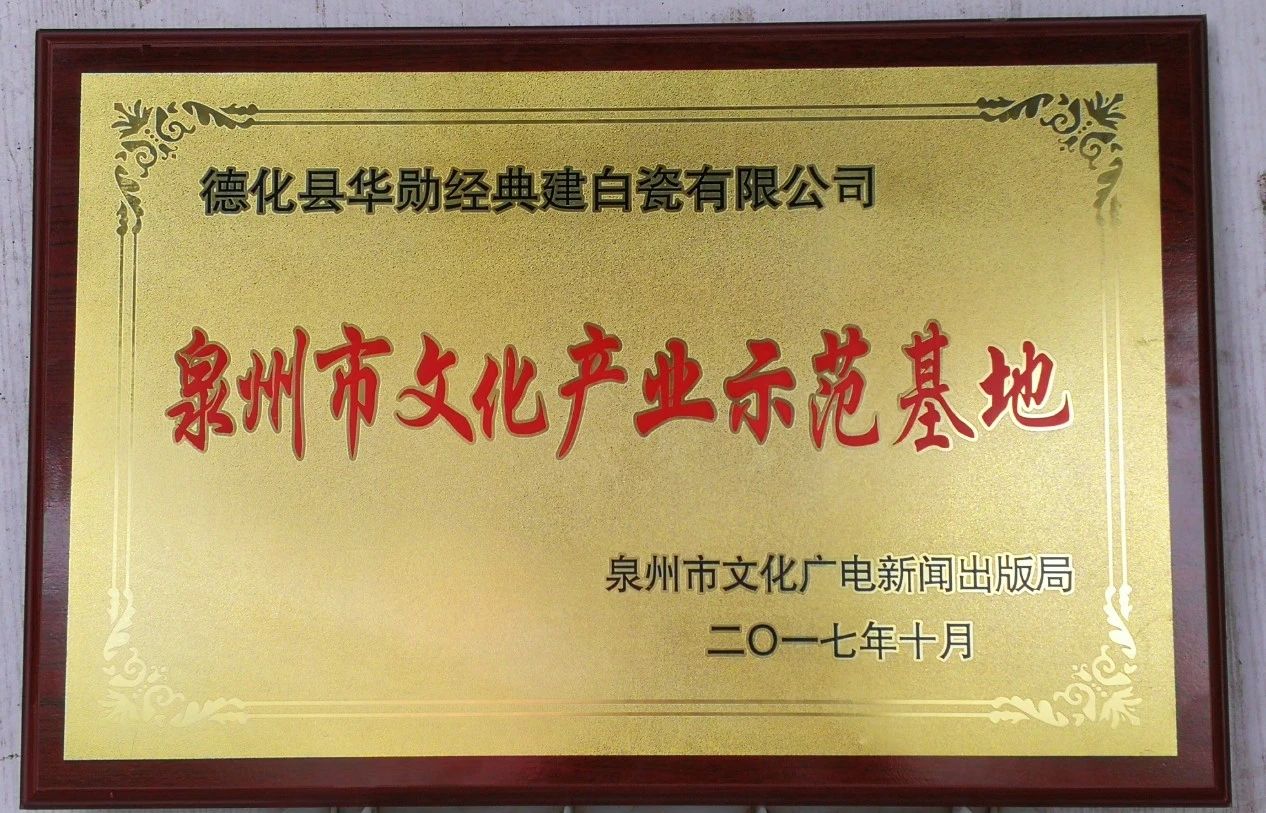 德化县华勋经典建白瓷有限公司
泉州市文化产业示范基地
泉州市文化广电新闻出版局
二〇一七年十月